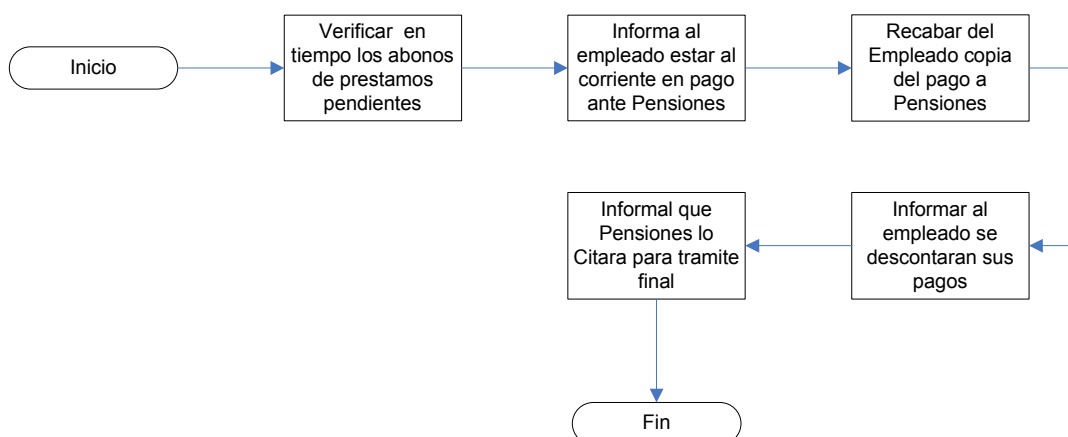 Inicio
Verificar en
tiempo los abonos
de prestamos
pendientes
Informa al
empleado estar al
corriente en pago
ante Pensiones
Recabar del
Empleado copia
del pago a
Pensiones
Informar al
empleado se
descontaran sus
pagos
Informal que
Pensiones lo
Citara para tramite
final
Fin